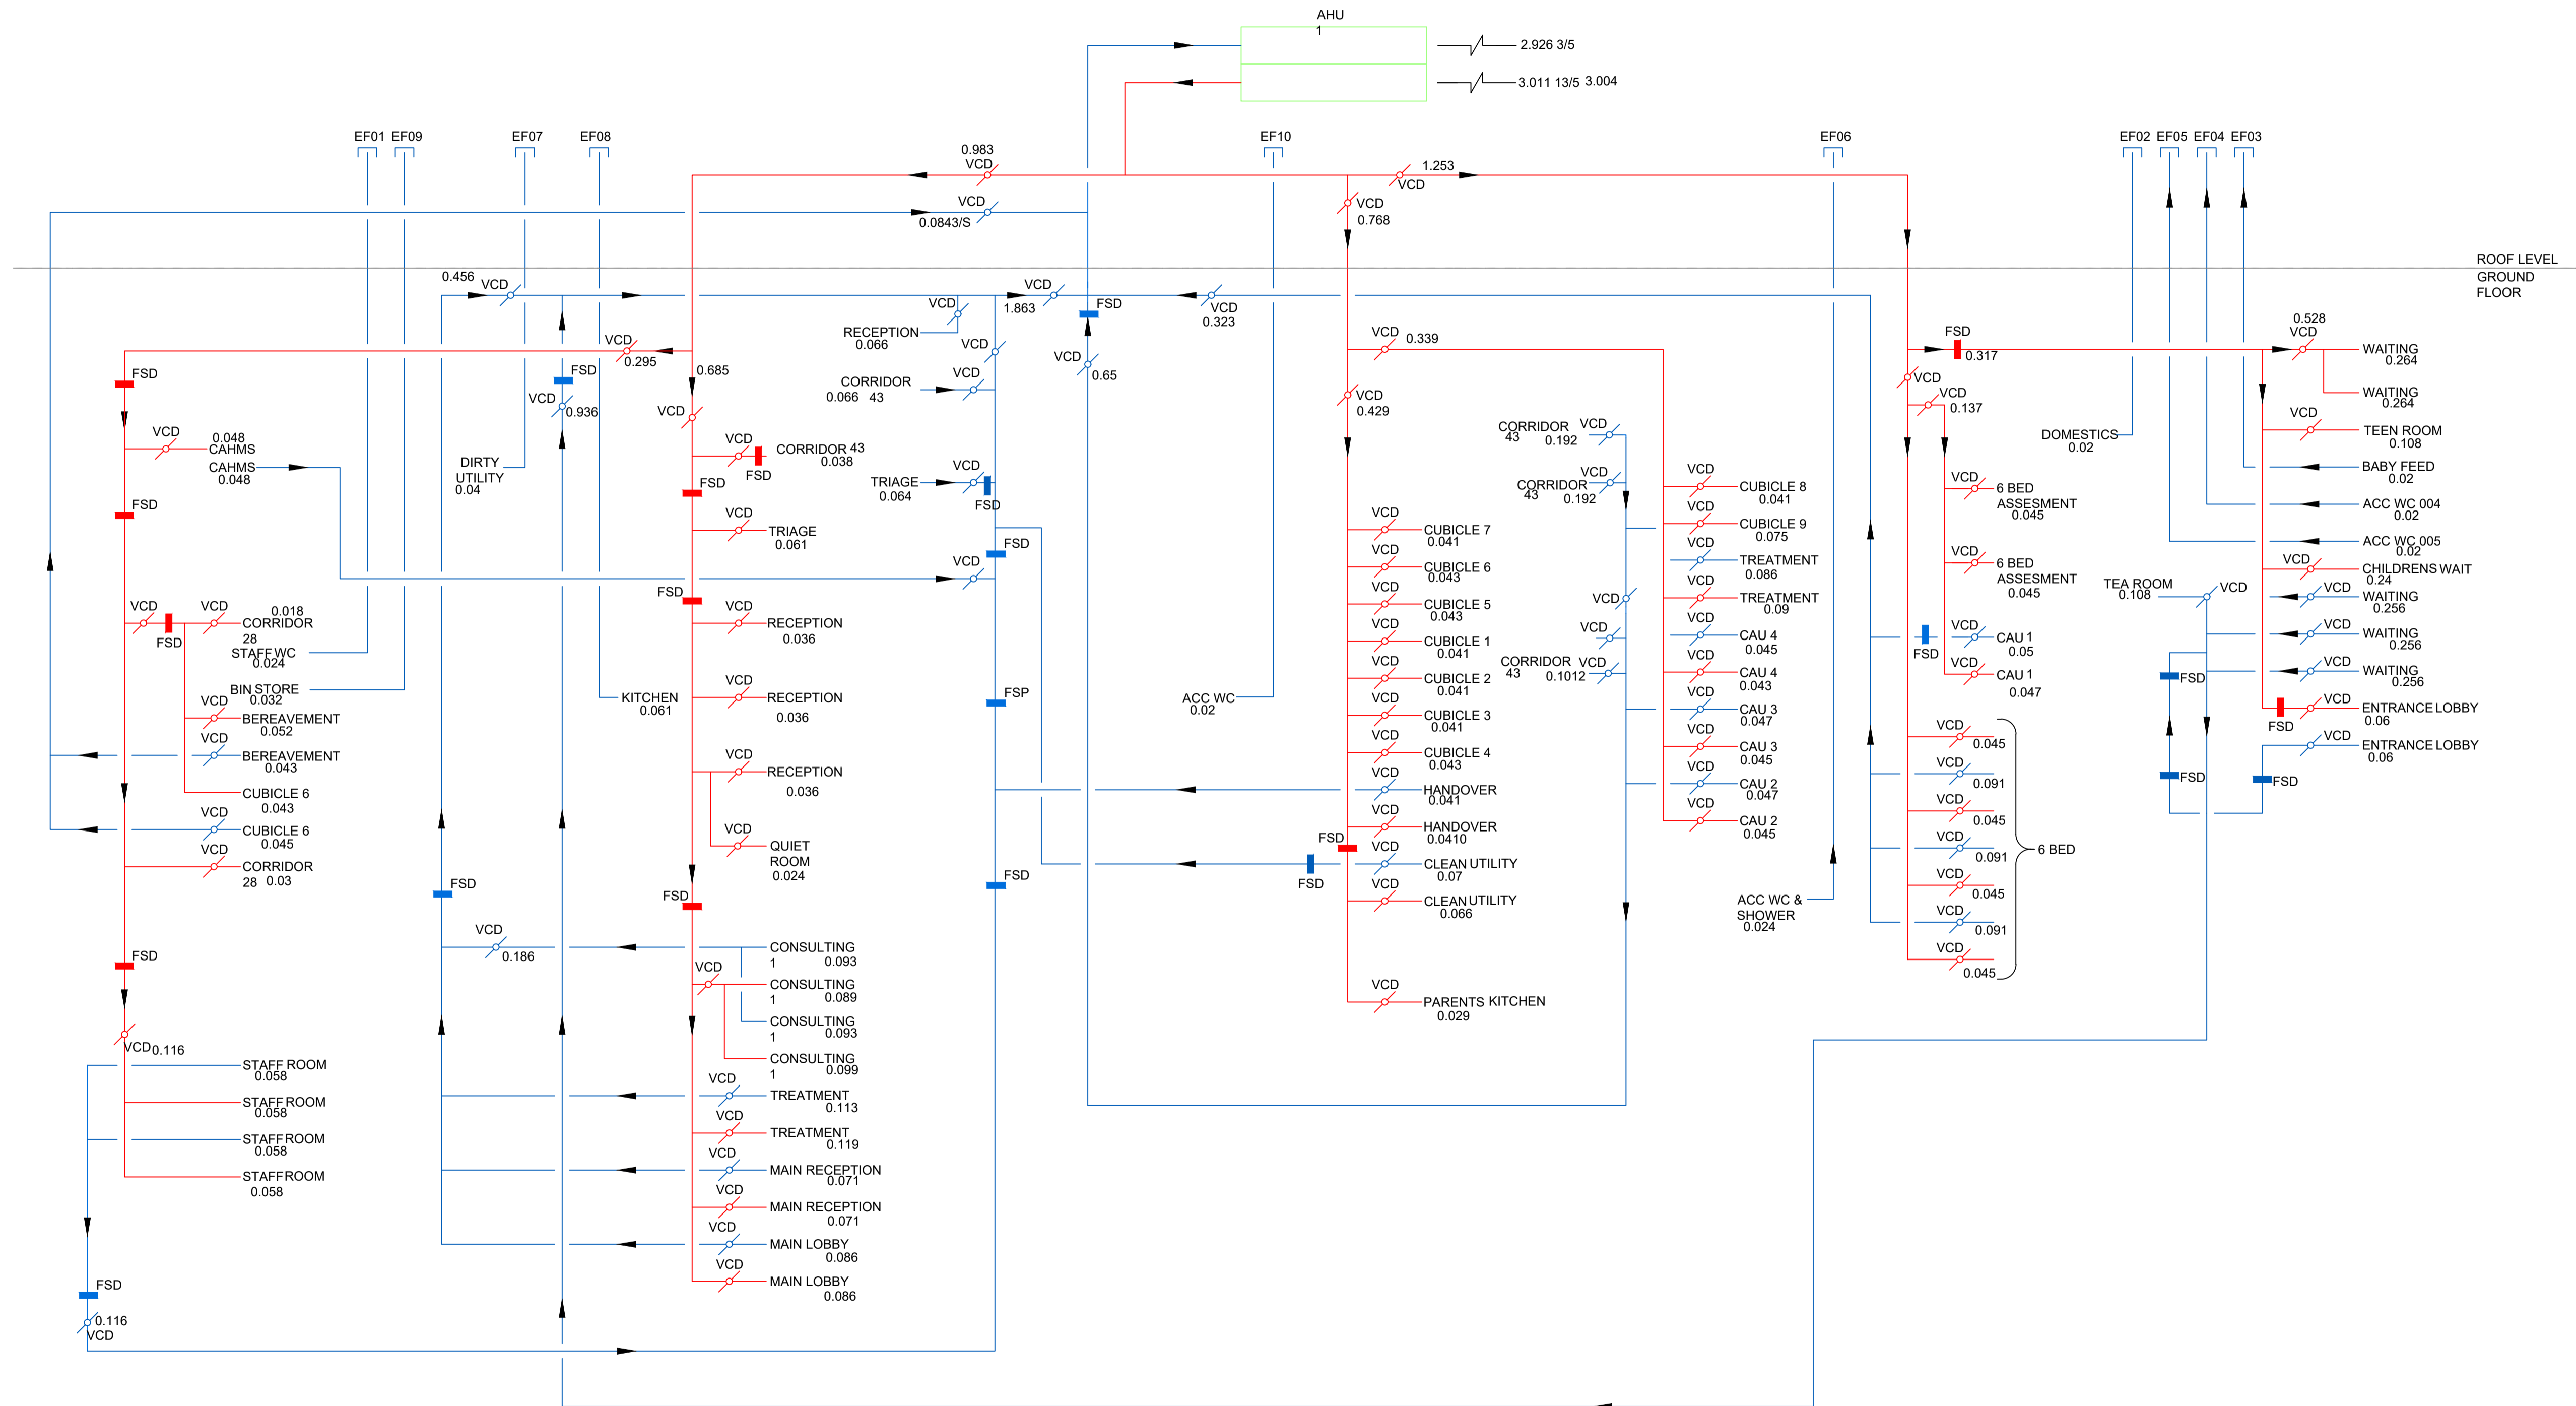 AHU
1
2.926 3/5
3.011 13/5 3.004
EF01 EF09
EF07
EF08
EF10
EF06
EF02 EF05 EF04 EF03
0.983
VCD
1.253
VCD
VCD
0.768
VCD
0.0843/S
ROOF LEVEL
GROUND
FLOOR
0.456
VCD
VCD
RECEPTION
0.066
VCD
1.863
FSD
VCD
0.323
VCD
0.295
0.685
FSD
FSD
VCD
0.936
VCD
VCD
CORRIDOR
0.066 43
VCD
VCD
0.65
VCD
0.339
VCD
0.429
FSD
0.317
0.528
VCD
WAITING
0.264
WAITING
0.264
VCD
VCD
0.137
VCD
TEEN ROOM
0.108
DOMESTICS
0.02
BABY FEED
0.02
ACC WC 004
0.02
ACC WC 005
0.02
VCD
CHILDRENS WAIT
0.24
TEA ROOM
0.108
VCD
VCD
WAITING
0.256
VCD
WAITING
0.256
VCD
WAITING
0.256
FSD
VCD
ENTRANCE LOBBY
0.06
FSD
VCD
ENTRANCE LOBBY
0.06
FSD
FSD
VCD
0.048
CAHMS
CAHMS
0.048
FSD
DIRTY
UTILITY
0.04
VCD
CORRIDOR 43
0.038
FSD
FSD
VCD
TRIAGE
0.061
TRIAGE
0.064
VCD
FSD
FSD
VCD
FSD
VCD
RECEPTION
0.036
VCD
RECEPTION
0.036
VCD
RECEPTION
0.036
VCD
QUIET
ROOM
0.024
FSD
FSP
FSD
VCD
FSD
VCD
0.018
CORRIDOR
28
STAFF WC
0.024
BIN STORE
0.032
VCD
BEREAVEMENT
0.052
VCD
BEREAVEMENT
0.043
CUBICLE 6
0.043
VCD
CUBICLE 6
0.045
VCD
CORRIDOR
28 0.03
FSD
VCD 0.116
STAFF ROOM
0.058
STAFF ROOM
0.058
STAFF ROOM
0.058
STAFF ROOM
0.058
FSD
0.116
VCD
KITCHEN
0.061
FSD
VCD
0.186
CONSULTING
1 0.093
VCD
CONSULTING
1 0.089
CONSULTING
1 0.093
CONSULTING
1 0.099
VCD
TREATMENT
0.113
VCD
TREATMENT
0.119
VCD
MAIN RECEPTION
0.071
VCD
MAIN RECEPTION
0.071
VCD
MAIN LOBBY
0.086
VCD
MAIN LOBBY
0.086
ACC WC
0.02
VCD
CUBICLE 7
0.041
VCD
CUBICLE 6
0.043
VCD
CUBICLE 5
0.043
VCD
CUBICLE 1
0.041
VCD
CUBICLE 2
0.041
VCD
CUBICLE 3
0.041
VCD
CUBICLE 4
0.043
VCD
HANDOVER
0.041
VCD
HANDOVER
0.0410
FSD
VCD
CLEAN UTILITY
0.07
FSD
VCD
CLEAN UTILITY
0.066
VCD
PARENTS KITCHEN
0.029
CORRIDOR
43 0.192
VCD
CORRIDOR
43 0.192
VCD
VCD
VCD
CORRIDOR
43 0.1012
VCD
VCD
CUBICLE 8
0.041
VCD
CUBICLE 9
0.075
VCD
TREATMENT
0.086
VCD
TREATMENT
0.09
VCD
CAU 4
0.045
VCD
CAU 4
0.043
VCD
CAU 3
0.047
VCD
CAU 3
0.045
VCD
CAU 2
0.047
VCD
CAU 2
0.045
ACC WC &
SHOWER
0.024
VCD
6 BED
ASSESMENT
0.045
VCD
6 BED
ASSESMENT
0.045
FSD
VCD
CAU 1
0.05
VCD
CAU 1
0.047
VCD
0.045
VCD
0.091
VCD
0.045
VCD
0.091
VCD
0.045
VCD
0.091
VCD
0.045
6 BED